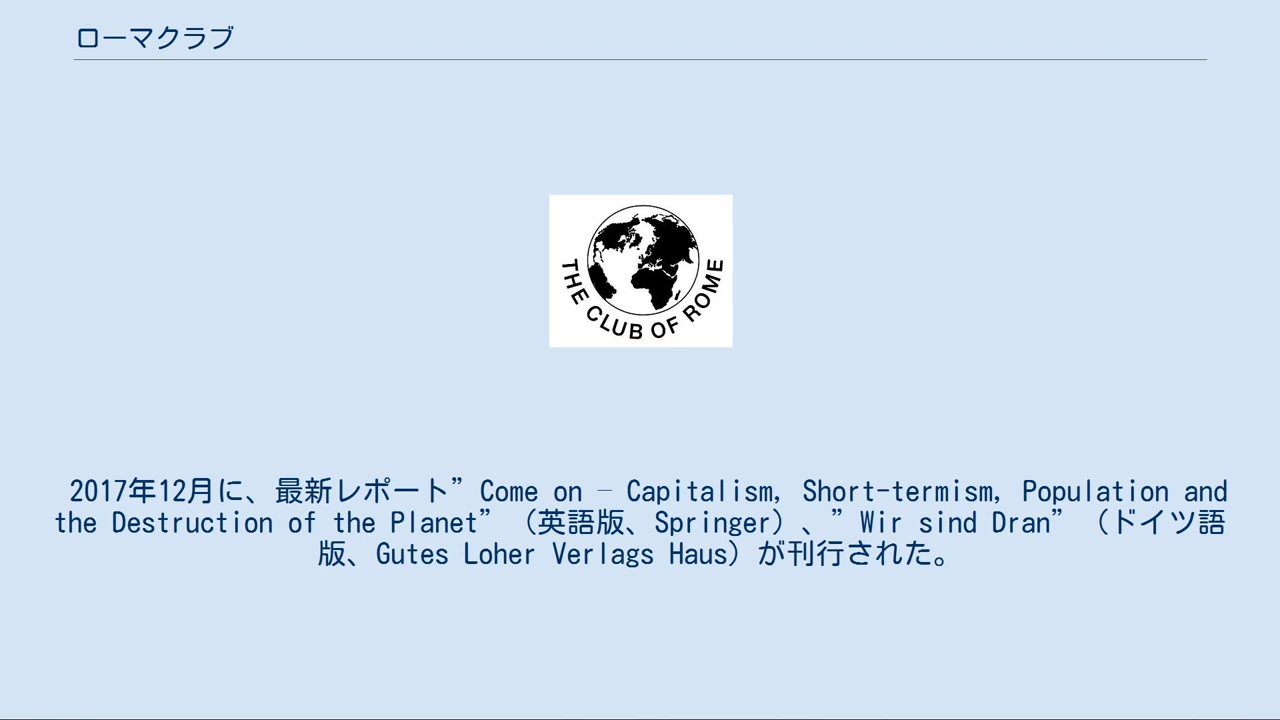 ローマクラブ
THE CLUB OF ROME
2017年12月に、最新レポート”Come on – Capitalism, Short-termism, Population and
the Destruction of the Planet”（英語版、Springer）、”Wir sind Dran”（ドイツ語
版、Gutes Loher Verlags Haus）が刊行された。